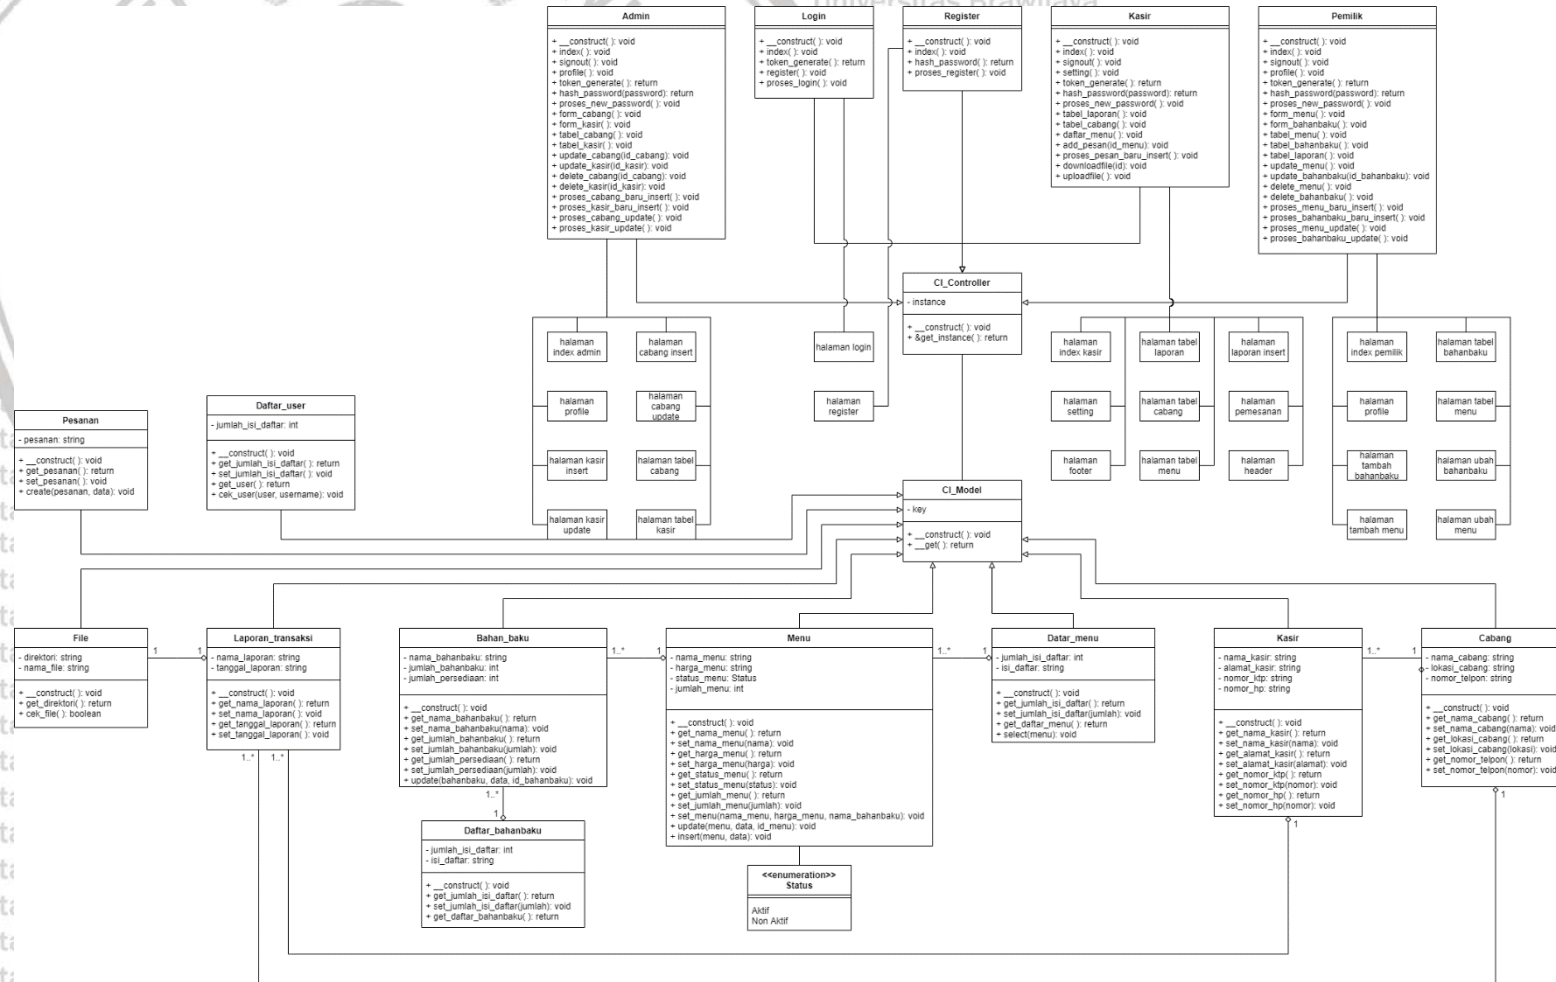 Universitas Brawijaya
Admin
+ __construct( ): void
+ index( ): void
+ signout( ): void
+ profile( ): void
+ token_generate( ): return
+ hash_password(password): return
+ proses_new_password( ): void
+ form_cabang( ): void
+ form_kasir( ): void
+ tabel_cabang( ): void
+ tabel_kasir( ): void
+ update_cabang(id_cabang): void
+ update_kasir(id_kasir): void
+ delete_cabang(id_cabang): void
+ delete_kasir(id_kasir): void
+ proses_cabang_baru_insert( ): void
+ proses_kasir_baru_insert( ): void
+ proses_cabang_update( ): void
+ proses_kasir_update( ): void
Login
+ __construct( ): void
+ index( ): void
+ token_generate( ): return
+ register( ): void
+ proses_login( ): void
Register
+ __construct( ): void
+ index( ): void
+ hash_password( ): return
+ proses_register( ): void
Kasir
+ __construct( ): void
+ index( ): void
+ signout( ): void
+ setting( ): void
+ token_generate( ): return
+ hash_password(password): return
+ proses_new_password( ): void
+ tabel_laporan( ): void
+ tabel_cabang( ): void
+ daftar_menu( ): void
+ add_pesan(id_menu): void
+ proses_pesan_baru_insert( ): void
+ downloadfile(id): void
+ uploadfile( ): void
Pemilik
+ __construct( ): void
+ index( ): void
+ signout( ): void
+ profile( ): void
+ token_generate( ): return
+ hash_password(password): return
+ proses_new_password( ): void
+ form_menu( ): void
+ form_bahanbaku( ): void
+ tabel_menu( ): void
+ tabel_bahanbaku( ): void
+ tabel_laporan( ): void
+ update_menu( ): void
+ update_bahanbaku(id_bahanbaku): void
+ delete_menu( ): void
+ delete_bahanbaku( ): void
+ proses_menu_baru_insert( ): void
+ proses_bahanbaku_baru_insert( ): void
+ proses_menu_update( ): void
+ proses_bahanbaku_update( ): void
CI_Controller
- instance
+ __construct( ): void
+ &get_instance( ): return
halaman
index admin
halaman
cabang insert
halaman
profile
halaman
cabang
update
halaman kasir
insert
halaman tabel
cabang
halaman kasir
update
halaman tabel
kasir
halaman login
halaman
register
halaman
index kasir
halaman tabel
laporan
halaman
laporan insert
halaman
setting
halaman tabel
cabang
halaman
pemesanan
halaman
footer
halaman tabel
menu
halaman
header
halaman
index pemilik
halaman tabel
bahanbaku
halaman
profile
halaman tabel
menu
halaman
tambah
bahanbaku
halaman ubah
bahanbaku
halaman
tambah menu
halaman ubah
menu
Pesanan
- pesanan: string
+ __construct( ): void
+ get_pesanan( ): return
+ set_pesanan( ): void
+ create(pesanan, data): void
Daftar_user
- jumlah_isi_daftar: int
+ __construct( ): void
+ get_jumlah_isi_daftar( ): return
+ set_jumlah_isi_daftar( ): void
+ get_user( ): return
+ cek_user(user, username): void
CI_Model
- key
+ __construct( ): void
+ __get( ): return
File
- direktori: string
- nama_file: string
+ __construct( ): void
+ get_direktori( ): return
+ cek_file( ): boolean
1
1
Laporan_transaksi
- nama_laporan: string
- tanggal_laporan: string
+ __construct( ): void
+ get_nama_laporan( ): return
+ set_nama_laporan( ): void
+ get_tanggal_laporan( ): return
+ set_tanggal_laporan( ): void
1..*
1..*
Bahan_baku
- nama_bahanbaku: string
- jumlah_bahanbaku: int
- jumlah_persediaan: int
+ __construct( ): void
+ get_nama_bahanbaku( ): return
+ set_nama_bahanbaku(nama): void
+ get_jumlah_bahanbaku( ): return
+ set_jumlah_bahanbaku(jumlah): void
+ get_jumlah_persediaan( ): return
+ set_jumlah_persediaan(jumlah): void
+ update(bahanbaku, data, id_bahanbaku): void
1..*
1
1..*
1
Daftar_bahanbaku
- jumlah_isi_daftar: int
- isi_daftar: string
+ __construct( ): void
+ get_jumlah_isi_daftar( ): return
+ set_jumlah_isi_daftar(jumlah): void
+ get_daftar_bahanbaku( ): return
Menu
- nama_menu: string
- harga_menu: string
- status_menu: Status
- jumlah_menu: int
+ __construct( ): void
+ get_nama_menu( ): return
+ set_nama_menu(nama): void
+ get_harga_menu( ): return
+ set_harga_menu(harga): void
+ get_status_menu( ): return
+ set_status_menu(status): void
+ get_jumlah_menu( ): return
+ set_jumlah_menu(jumlah): void
+ set_menu(nama_menu, harga_menu, nama_bahanbaku): void
+ update(menu, data, id_menu): void
+ insert(menu, data): void
<<enumeration>>
Status
Aktif
Non Aktif
1..*
1
Datar_menu
- jumlah_isi_daftar: int
- isi_daftar: string
+ __construct( ): void
+ get_jumlah_isi_daftar( ): return
+ set_jumlah_isi_daftar(jumlah): void
+ get_daftar_menu( ): return
+ select(menu): void
Kasir
- nama_kasir: string
- alamat_kasir: string
- nomor_ktp: string
- nomor_hp: string
+ __construct( ): void
+ get_nama_kasir( ): return
+ set_nama_kasir(nama): void
+ get_alamat_kasir( ): return
+ set_alamat_kasir(alamat): void
+ get_nomor_ktp( ): return
+ set_nomor_ktp(nomor): void
+ get_nomor_hp( ): return
+ set_nomor_hp(nomor): void
1
1..*
1
Cabang
- nama_cabang: string
- lokasi_cabang: string
- nomor_telpon: string
+ __construct( ): void
+ get_nama_cabang( ): return
+ set_nama_cabang(nama): void
+ get_lokasi_cabang( ): return
+ set_lokasi_cabang(lokasi): void
+ get_nomor_telpon( ): return
+ set_nomor_telpon(nomor): void
1